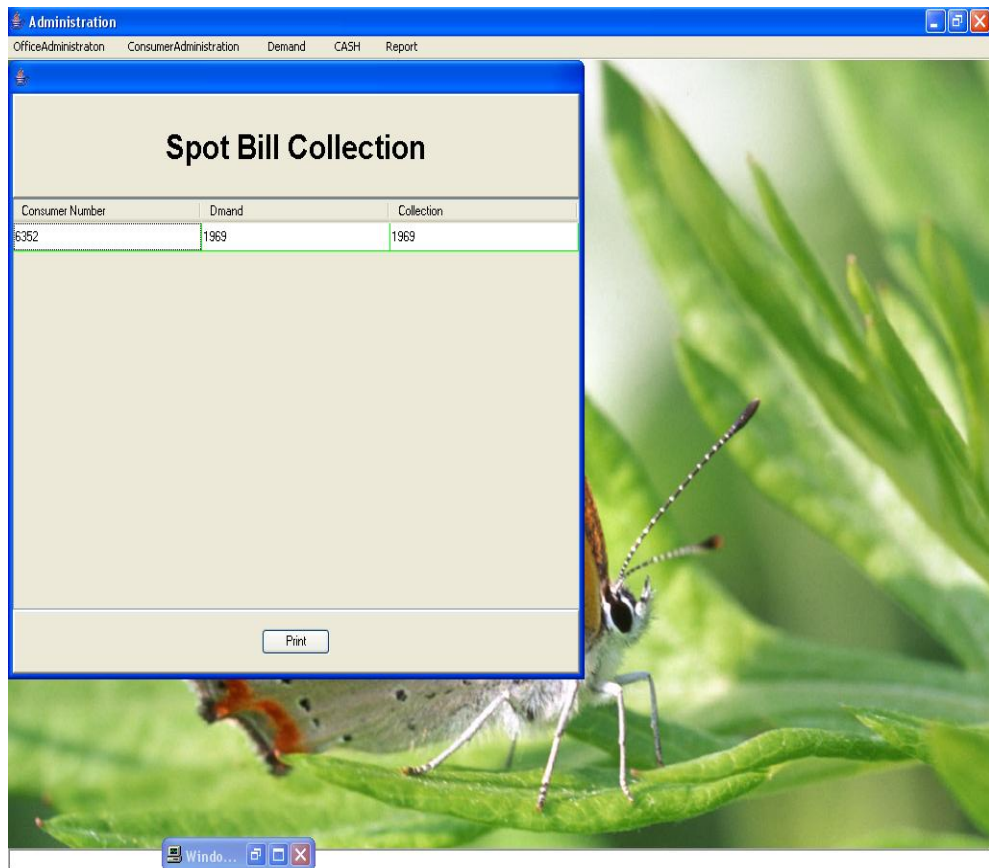 Administration
OfficeAdministraton ConsumerAdministration Demand CASH Report
Spot Bill Collection
Consumer Number Dmand Collection
6352 1969 1969
Print
Windo...